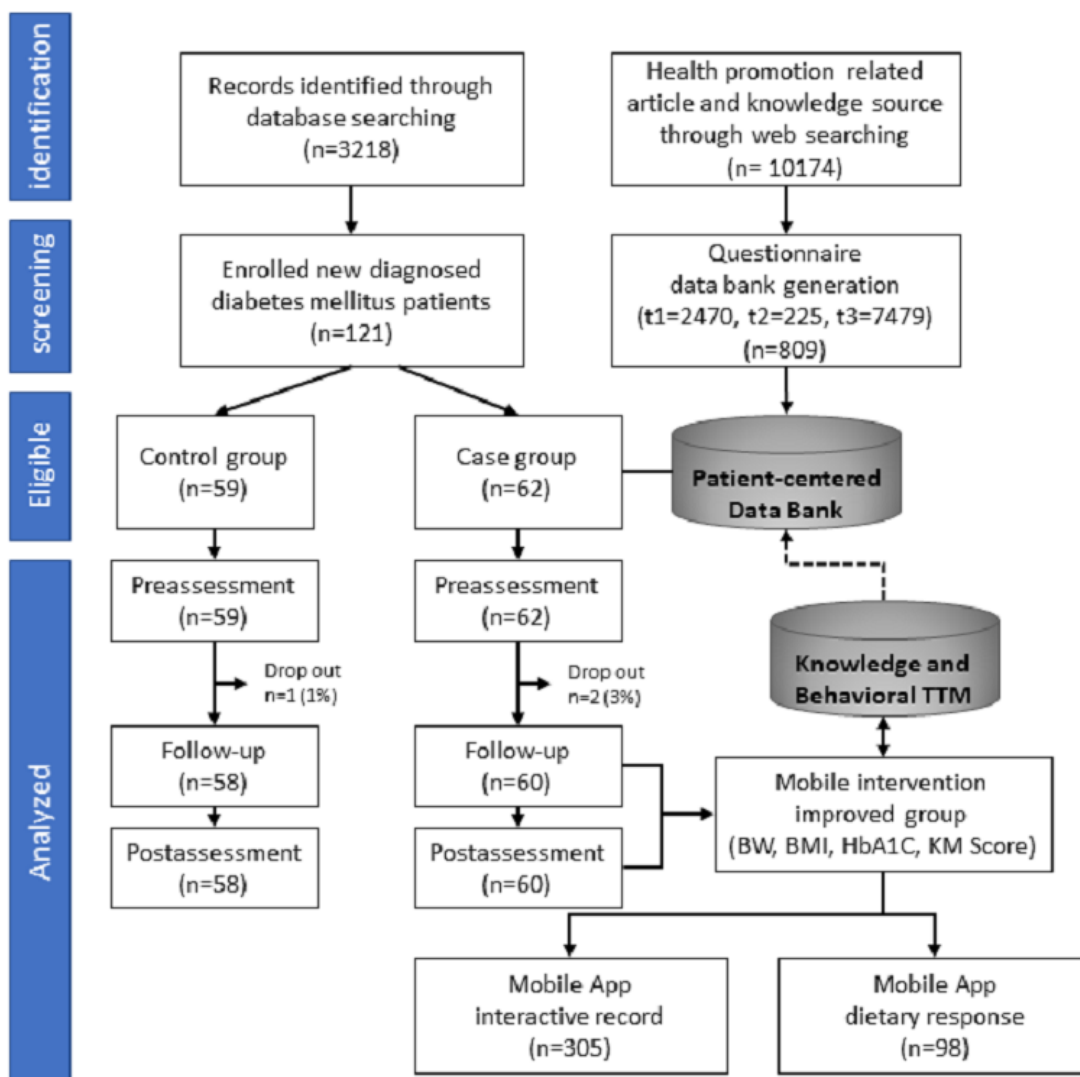 identification
Records identified through
database searching
(n=3218)
Health promotion related
article and knowledge source
through web searching
(n= 10174)
screening
Enrolled new diagnosed
diabetes mellitus patients
(n=121)
Questionnaire
data bank generation
(t1=2470, t2=225, t3=7479)
(n=809)
Eligible
Control group
(n=59)
Case group
(n=62)
Patient-centered
Data Bank
Analyzed
Preassessment
(n=59)
Preassessment
(n=62)
Knowledge and
Behavioral TTM
Drop out
n=1 (1%)
Drop out
n=2 (3%)
Follow-up
(n=58)
Follow-up
(n=60)
Mobile intervention
improved group
(BW, BMI, HbA1C, KM Score)
Postassessment
(n=58)
Postassessment
(n=60)
Mobile App
interactive record
(n=305)
Mobile App
dietary response
(n=98)